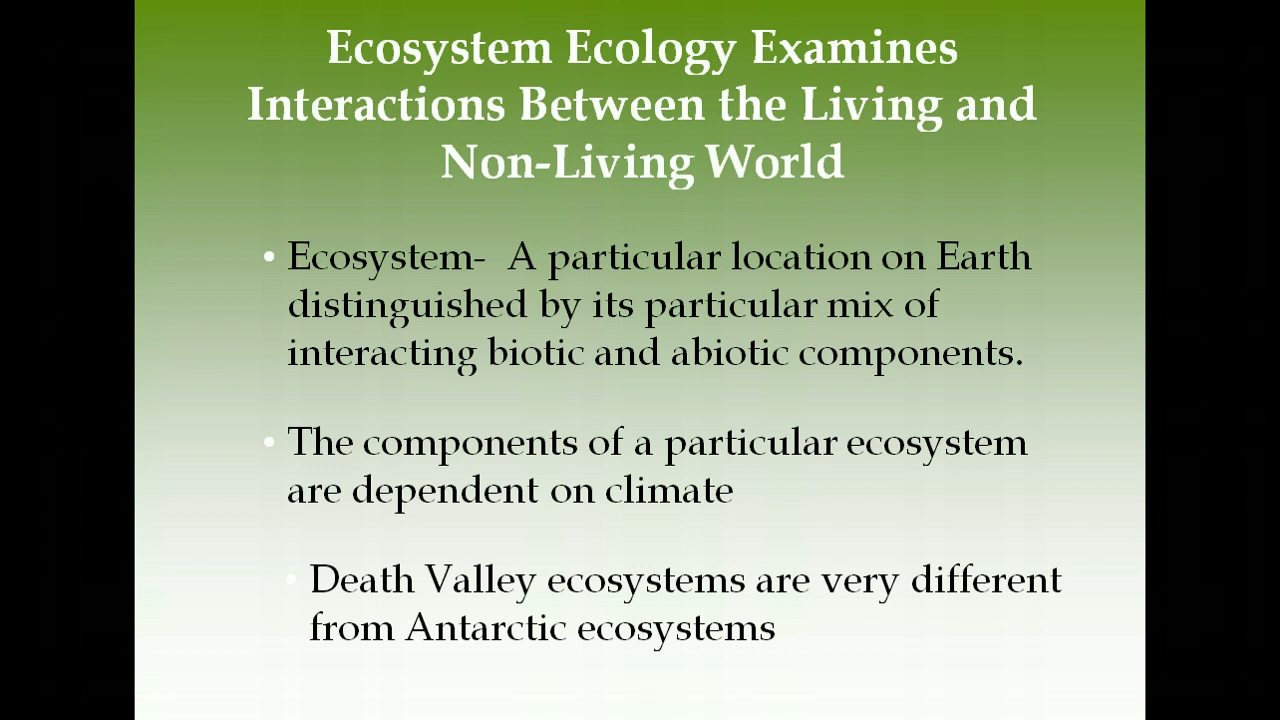 Ecosystem Ecology Examines
Interactions Between the Living and
Non-Living World
• Ecosystem-  A particular location on Earth
distinguished by its particular mix of
interacting biotic and abiotic components.
• The components of a particular ecosystem
are dependent on climate
• Death Valley ecosystems are very different
from Antarctic ecosystems